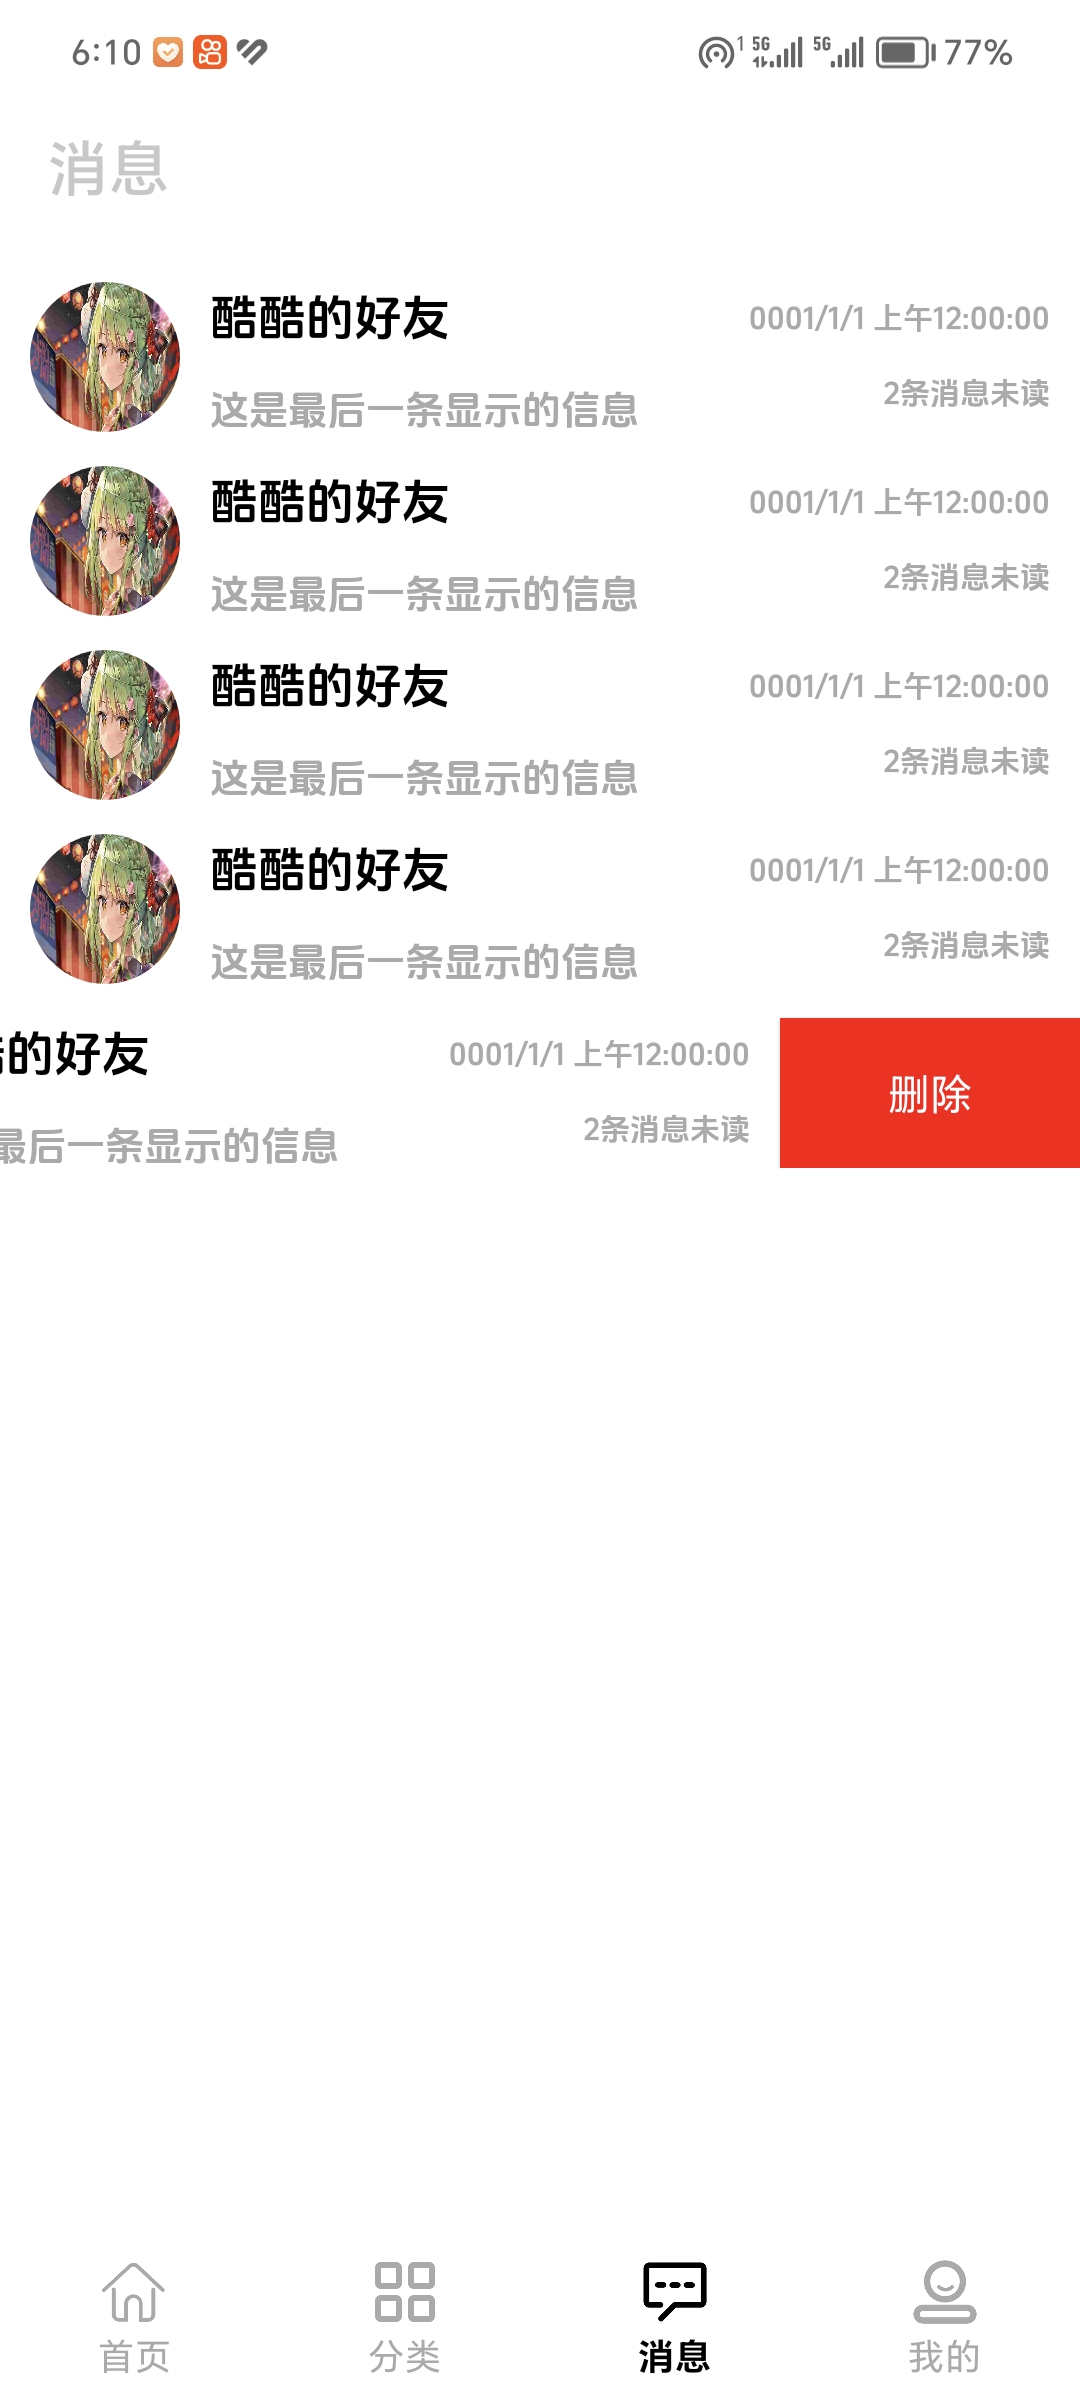 6:10
1 5G 5G 77%
消息
酷酷的好友 0001/1/1 上午12:00:00
这是最后一条显示的信息 2条消息未读
酷酷的好友 0001/1/1 上午12:00:00
这是最后一条显示的信息 2条消息未读
酷酷的好友 0001/1/1 上午12:00:00
这是最后一条显示的信息 2条消息未读
酷酷的好友 0001/1/1 上午12:00:00
这是最后一条显示的信息 2条消息未读
的好友 0001/1/1 上午12:00:00
最后一条显示的信息 2条消息未读
删除
首页 分类 消息 我的